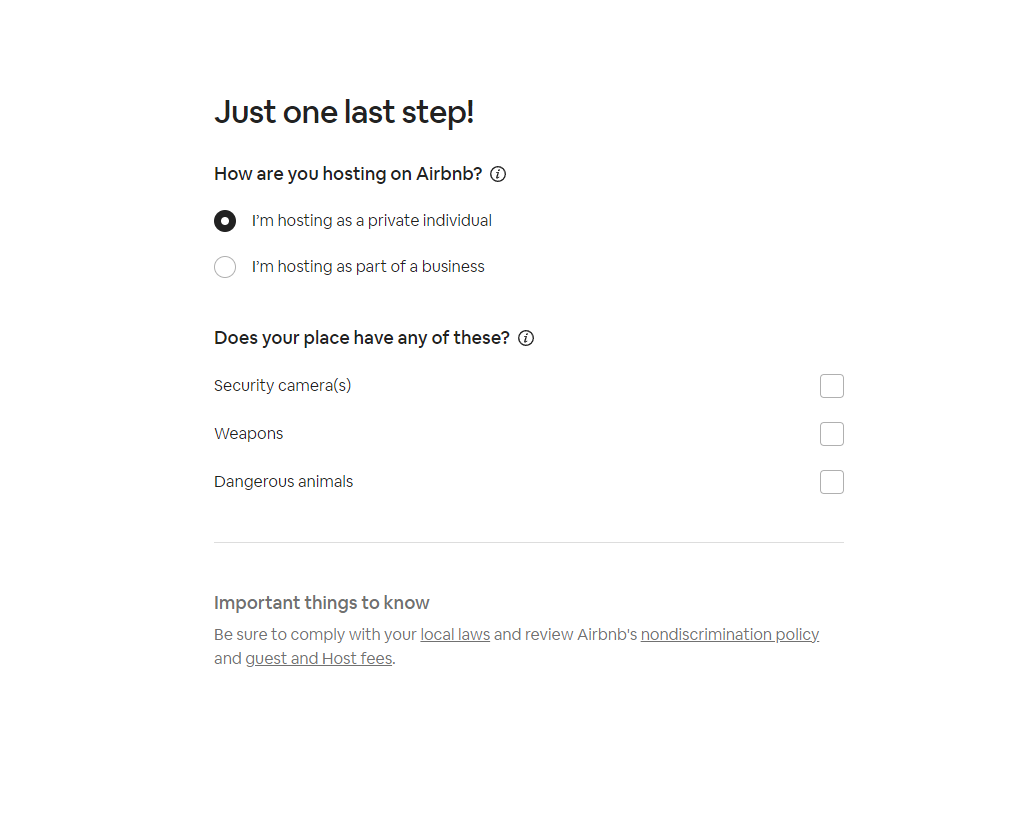 Just one last step!
How are you hosting on Airbnb?
I'm hosting as a private individual
I'm hosting as part of a business
Does your place have any of these?
Security camera(s)
Weapons
Dangerous animals
Important things to know
Be sure to comply with your local laws and review Airbnb's nondiscrimination policy
and guest and Host fees.